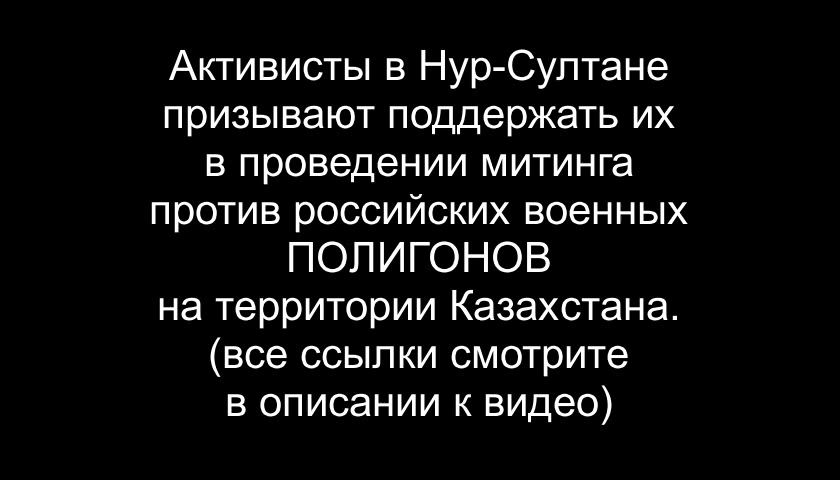 Активисты в Нур-Султане
призывают поддержать их
в проведении митинга
против российских военных
ПОЛИГОНОВ
на территории Казахстана.
(все ссылки смотрите
в описании к видео)